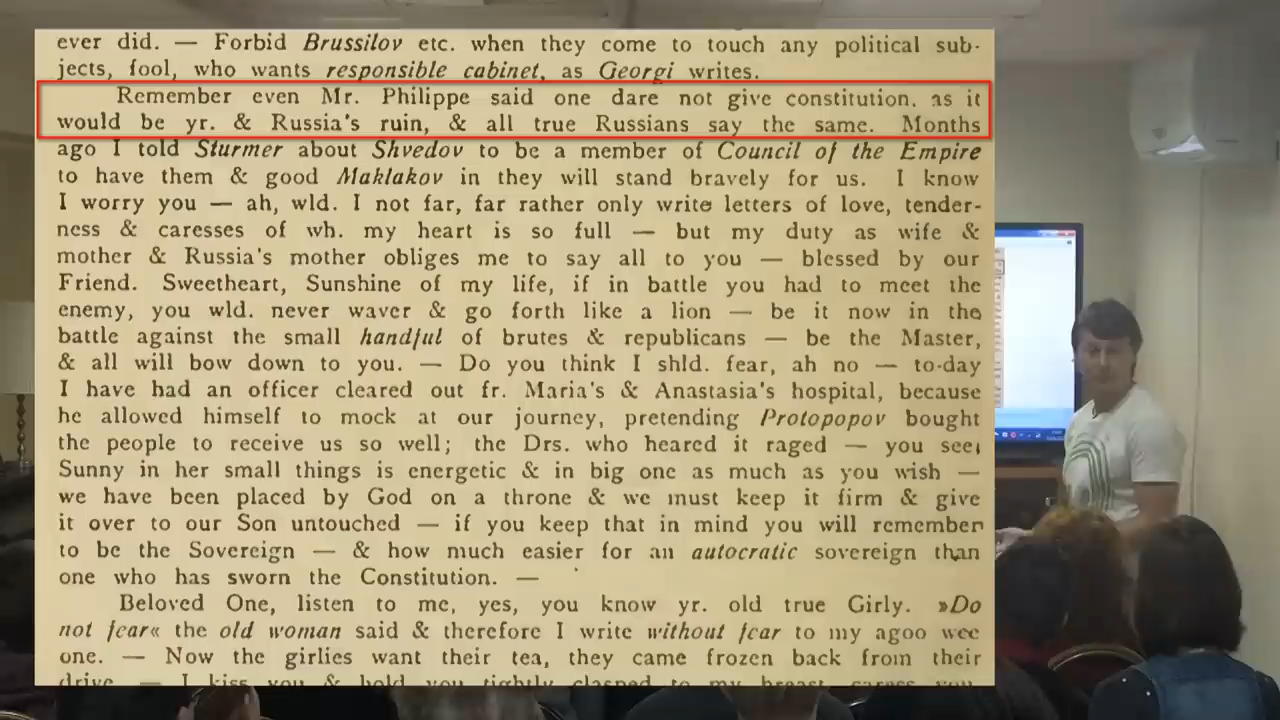 ever did. — Forbid Brussilov etc. when they come to touch any political sub-
jects, fool, who wants responsible cabinet, as Georgi writes.
Remember even Mr. Philippe said one dare not give constitution, as it
would be yr. & Russia's ruin, & all true Russians say the same. Months
ago I told Sturmer about Shvedov to be a member of Council of the Empire
to have them & good Maklakov in they will stand bravely for us. I know
I worry you — ah, wld. I not far, far rather only write letters of love, tender-
ness & caresses of wh. my heart is so full — but my duty as wife &
mother & Russia's mother obliges me to say all to you — blessed by our
Friend. Sweetheart, Sunshine of my life, if in battle you had to meet the
enemy, you wld. never waver & go forth like a lion — be it now in the
battle against the small handful of brutes & republicans — be the Master,
& all will bow down to you. — Do you think I shld. fear, ah no — to-day
I have had an officer cleared out fr. Maria's & Anastasia's hospital, because
he allowed himself to mock at our journey, pretending Protopopov bought
the people to receive us so well; the Drs. who heard it raged — you see,
Sunny in her small things is energetic & in big one as much as you wish —
we have been placed by God on a throne & we must keep it firm & give
it over to our Son untouched — if you keep that in mind you will remember
to be the Sovereign — & how much easier for an autocratic sovereign than
one who has sworn the Constitution. —
Beloved One, listen to me, yes, you know yr. old true Girly. »Do
not fear« the old woman said & therefore I write without fear to my agoo wee
one. — Now the girlies want their tea, they came frozen back from their
drive. — I kiss you & hold you tightly clasped to my breast, caress you,